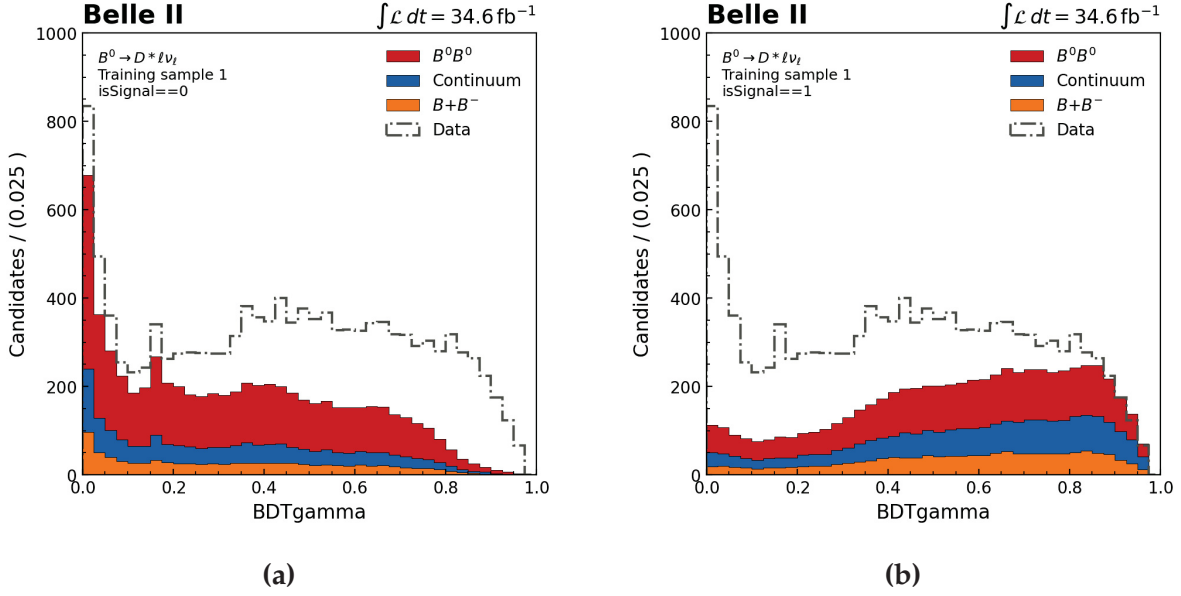 Belle II
∫ℒ dt = 34.6 fb⁻¹
1000
800
600
400
200
0
Candidates / (0.025 )
B⁰ → D * ℓν_ℓ
Training sample 1
isSignal==0
B⁰B⁰
Continuum
B+B⁻
Data
0.0 0.2 0.4 0.6 0.8 1.0
BDTgamma
(a)
Belle II
∫ℒ dt = 34.6 fb⁻¹
1000
800
600
400
200
0
Candidates / (0.025 )
B⁰ → D * ℓν_ℓ
Training sample 1
isSignal==1
B⁰B⁰
Continuum
B+B⁻
Data
0.0 0.2 0.4 0.6 0.8 1.0
BDTgamma
(b)